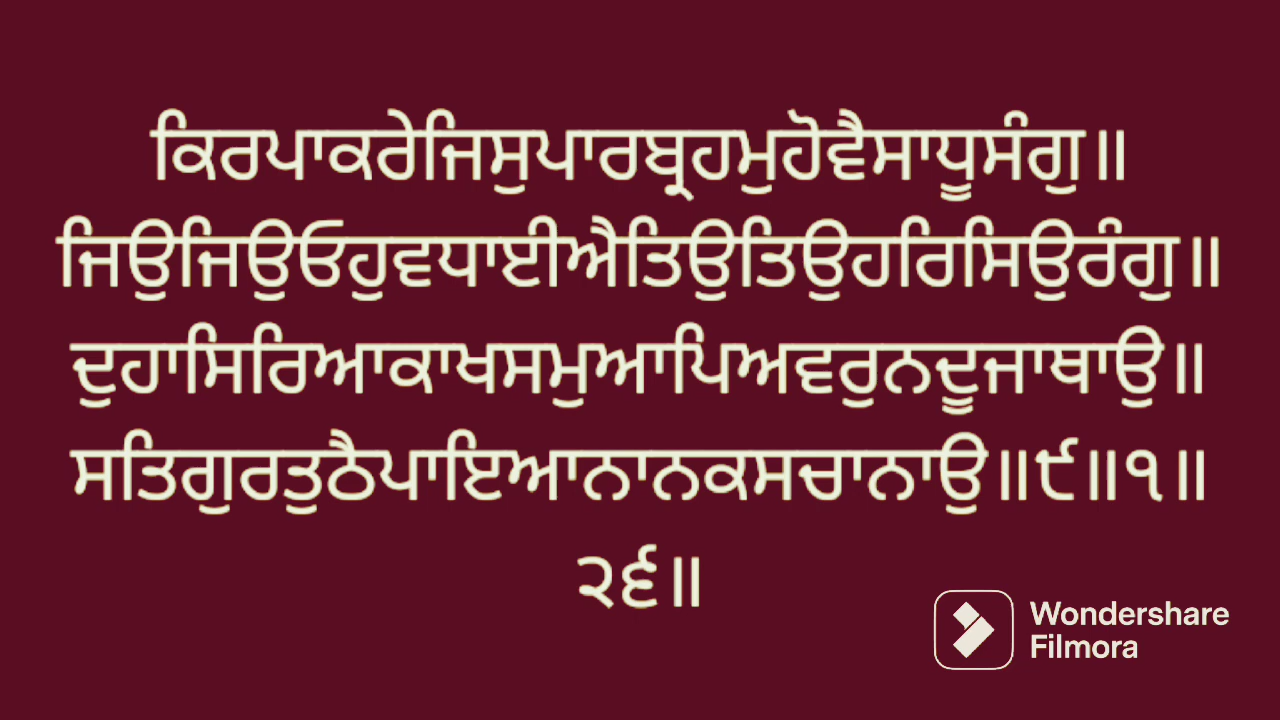 ਕਿਰਪਾਕਰੇਜਿਸੁਪਾਰਬ੍ਰਹਮੁਹੋਵੈਸਾਧੂਸੰਗੁ॥
ਜਿਉਜਿਉਓਹੁਵਧਾਈਐਤਿਉਤਿਉਹਰਿਸਿਉਰੰਗੁ॥
ਦੁਹਾਸਿਰਿਆਕਾਖਸਮੁਆਪਿਅਵਰੁਨਦੂਜਾਥਾਉ॥
ਸਤਿਗੁਰਤੁਠੈਪਾਇਆਨਾਨਕਸਚਾਨਾਉ॥੯॥੧॥
੨੬॥
Wondershare
Filmora